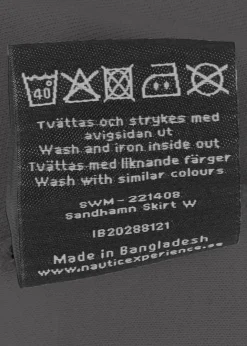 40
Tvättas och strykes med
avigsidan ut
Wash and iron inside out
Tvättas med liknande färger
Wash with similar colours
SWM - 221408
Sandhamn Skirt W
IB20288121
Made in Bangladesh
www.nauticexperience.se